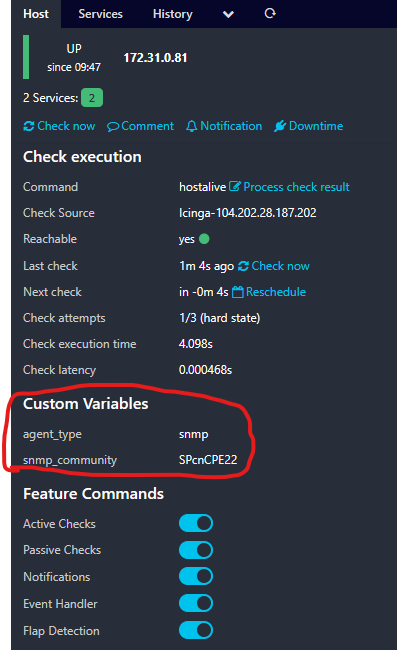 Host Services History
UP
since 09:47
172.31.0.81
2 Services: 2
Check now Comment Notification Downtime
Check execution
Command hostalive Process check result
Check Source Icinga-104.202.28.187.202
Reachable yes
Last check 1m 4s ago Check now
Next check in -0m 4s Reschedule
Check attempts 1/3 (hard state)
Check execution time 4.098s
Check latency 0.000468s
Custom Variables
agent_type snmp
snmp_community SPcnCPE22
Feature Commands
Active Checks
Passive Checks
Notifications
Event Handler
Flap Detection